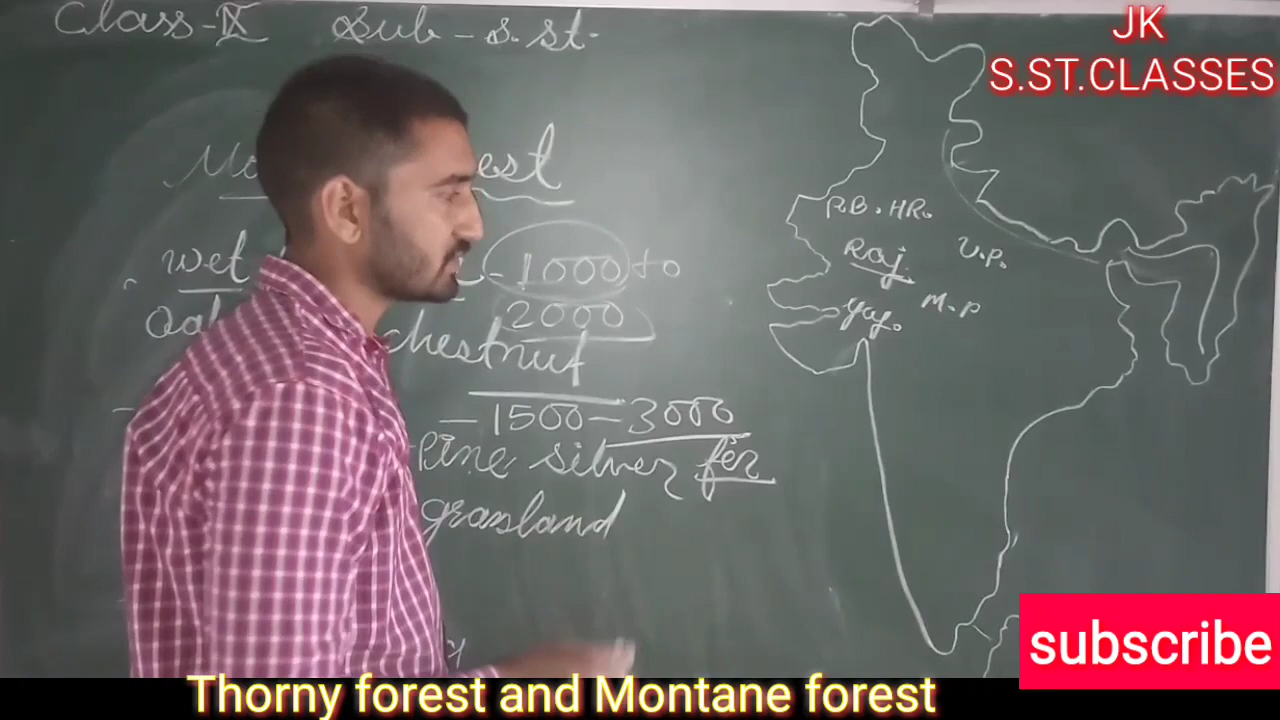 Class-IX Sub-S.St.
JK
S.ST.CLASSES
est
wet - 1000 to
2000
chestnut
- 1500 - 3000
Pine silver fer
grassland
P.B. HR.
Raj. U.P.
M.P
Guj.
subscribe
Thorny forest and Montane forest